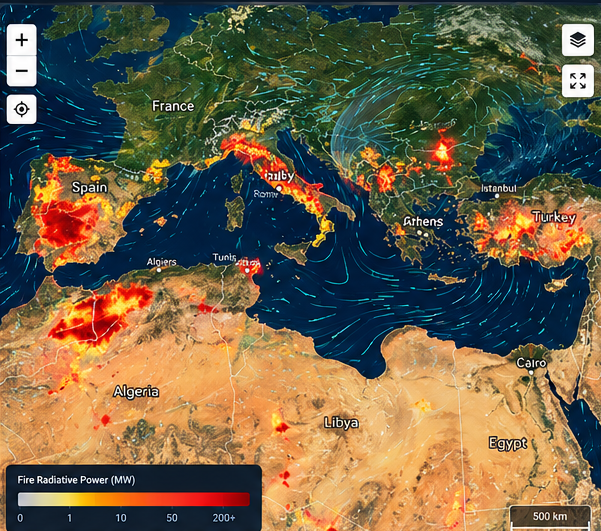 +
−
France
Spain
Istanbul
Athens
Turkey
Algiers
Tunis
Cairo
Algeria
Libya
Egypt
Fire Radiative Power (MW)
0 1 10 50 200+
500 km